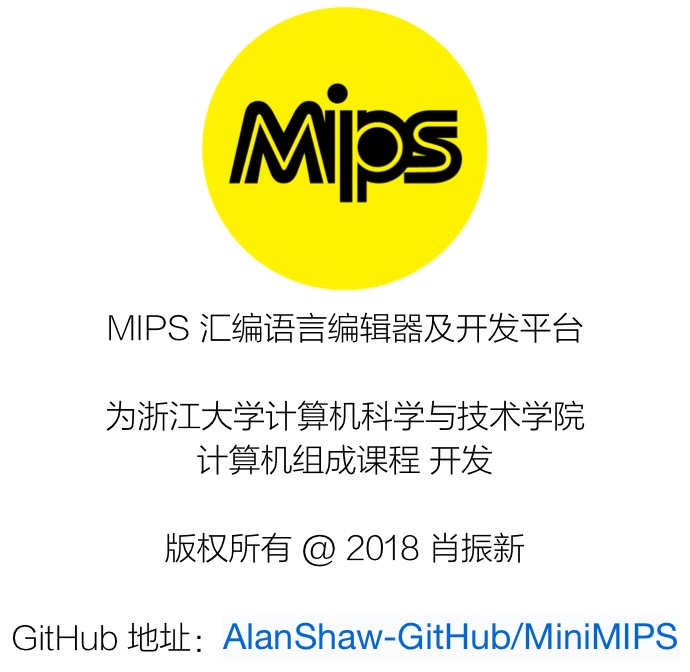 Mips
MIPS 汇编语言编辑器及开发平台
为浙江大学计算机科学与技术学院
计算机组成课程 开发
版权所有 @ 2018 肖振新
GitHub 地址：AlanShaw-GitHub/MiniMIPS